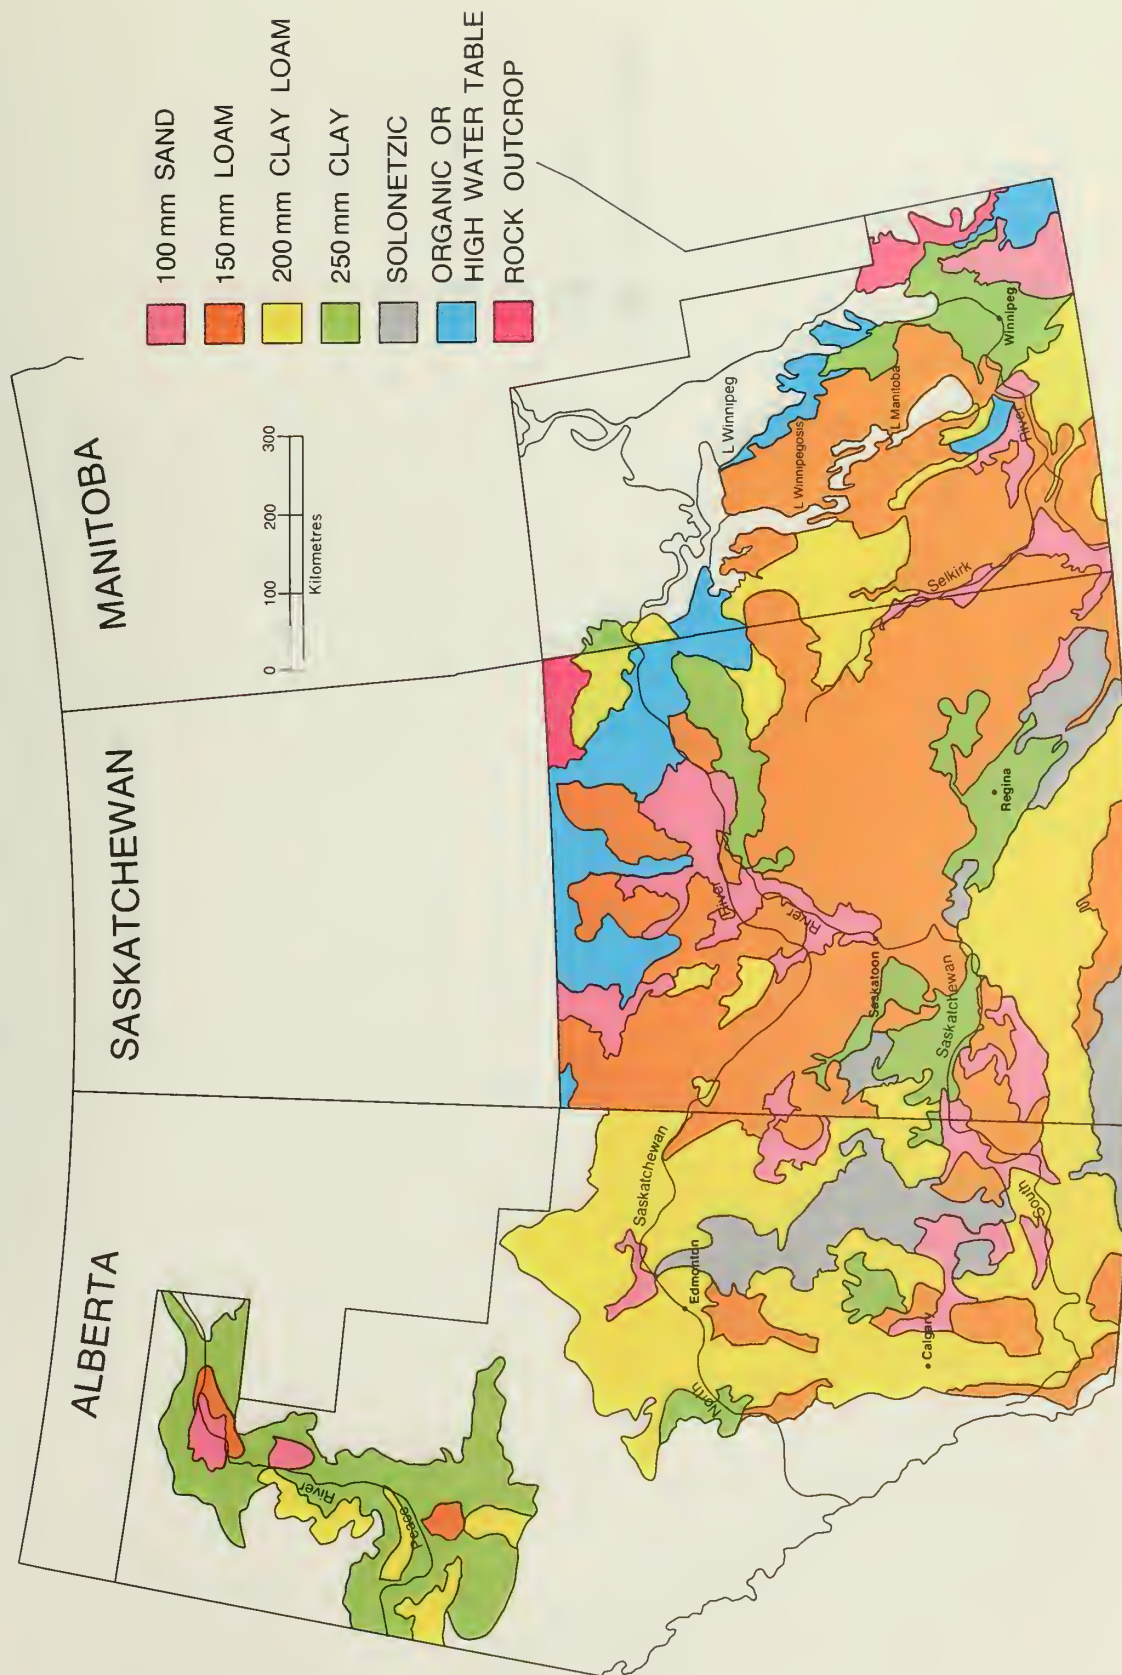 ALBERTA
SASKATCHEWAN
MANITOBA
0 100 200 300
Kilometres
100 mm SAND
150 mm LOAM
200 mm CLAY LOAM
250 mm CLAY
SOLONETZIC
ORGANIC OR
HIGH WATER TABLE
ROCK OUTCROP
Peace
River
North
Saskatchewan
Edmonton
Calgary
South
Saskatchewan
Saskatoon
River
River
Regina
Selkirk
L Winnipeg
L Winnipegosis
L Manitoba
River
Winnipeg